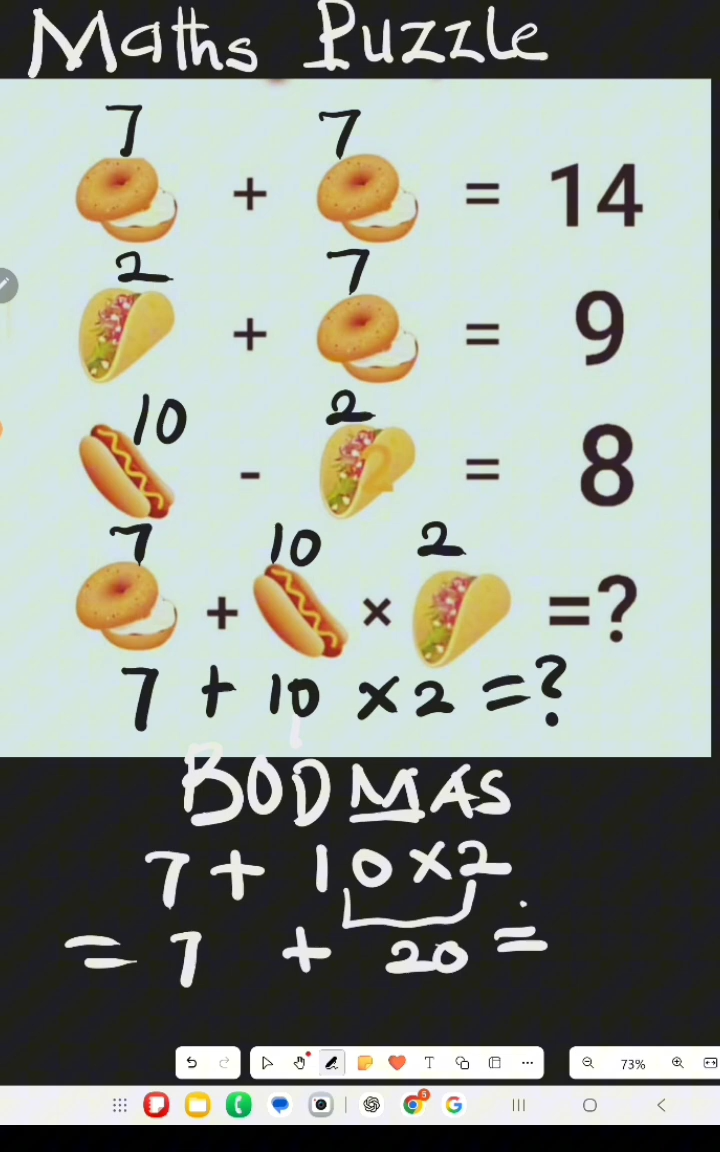 Maths Puzzle
7 7
+ = 14
2 7
+ = 9
10 2
- = 8
7 10 2
+ × =?
7 + 10 × 2 = ?
BODMAS
7 + 10 × 2
= 7 + 20 =
T ... 73%
5